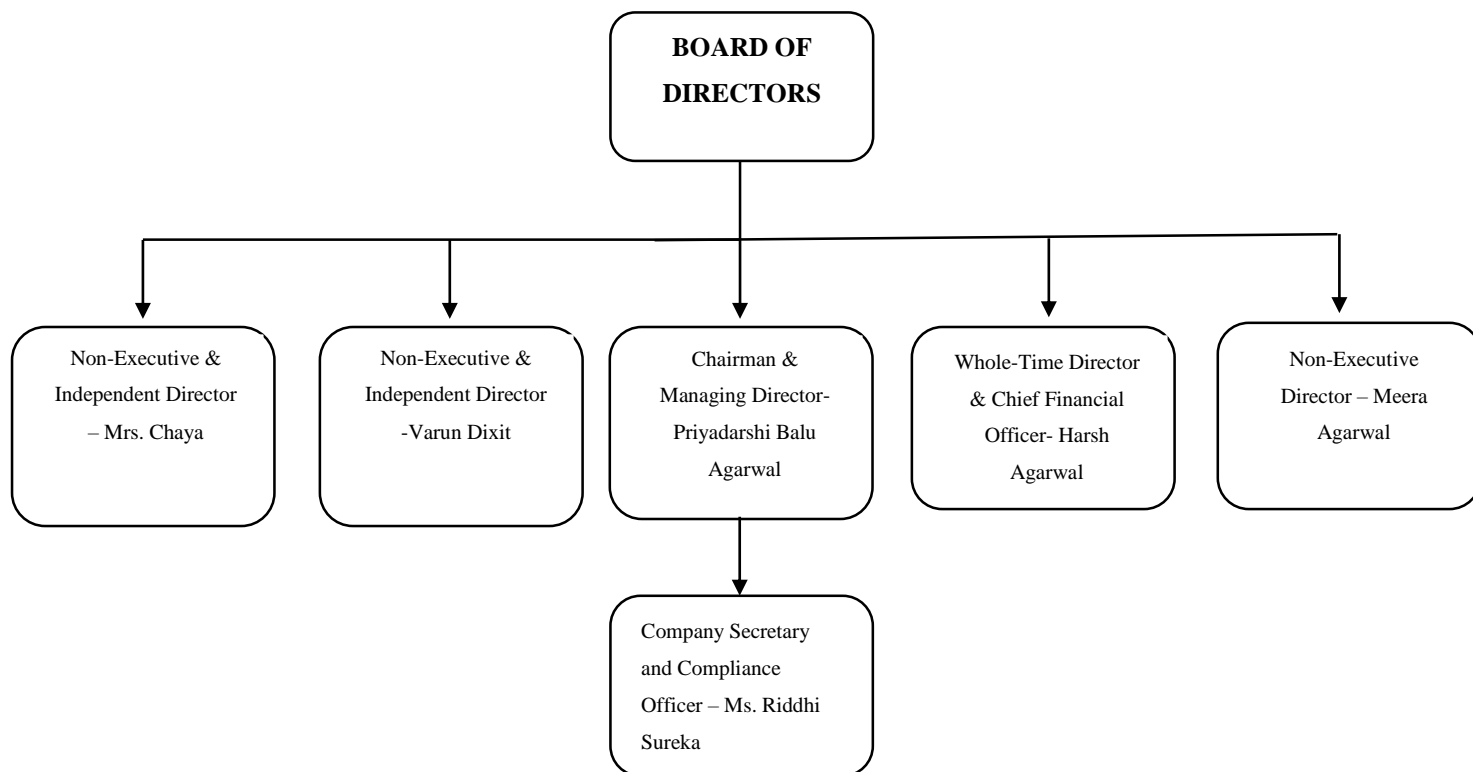 BOARD OF
DIRECTORS
Non-Executive &
Independent Director
– Mrs. Chaya
Non-Executive &
Independent Director
-Varun Dixit
Chairman &
Managing Director-
Priyadarshi Balu
Agarwal
Whole-Time Director
& Chief Financial
Officer- Harsh
Agarwal
Non-Executive
Director – Meera
Agarwal
Company Secretary
and Compliance
Officer – Ms. Riddhi
Sureka